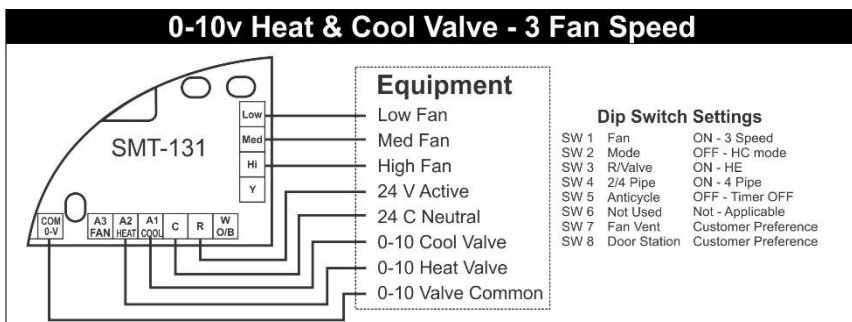 0-10v Heat & Cool Valve - 3 Fan Speed
SMT-131
Low
Med
Hi
Y
COM 0-V
A3 FAN
A2 HEAT
A1 COOL
C
R
W O/B
Equipment
Low Fan
Med Fan
High Fan
24 V Active
24 C Neutral
0-10 Cool Valve
0-10 Heat Valve
0-10 Valve Common
Dip Switch Settings
SW 1 Fan ON - 3 Speed
SW 2 Mode OFF - HC mode
SW 3 R/Valve ON - HE
SW 4 2/4 Pipe ON - 4 Pipe
SW 5 Anticycle OFF - Timer OFF
SW 6 Not Used Not - Applicable
SW 7 Fan Vent Customer Preference
SW 8 Door Station Customer Preference